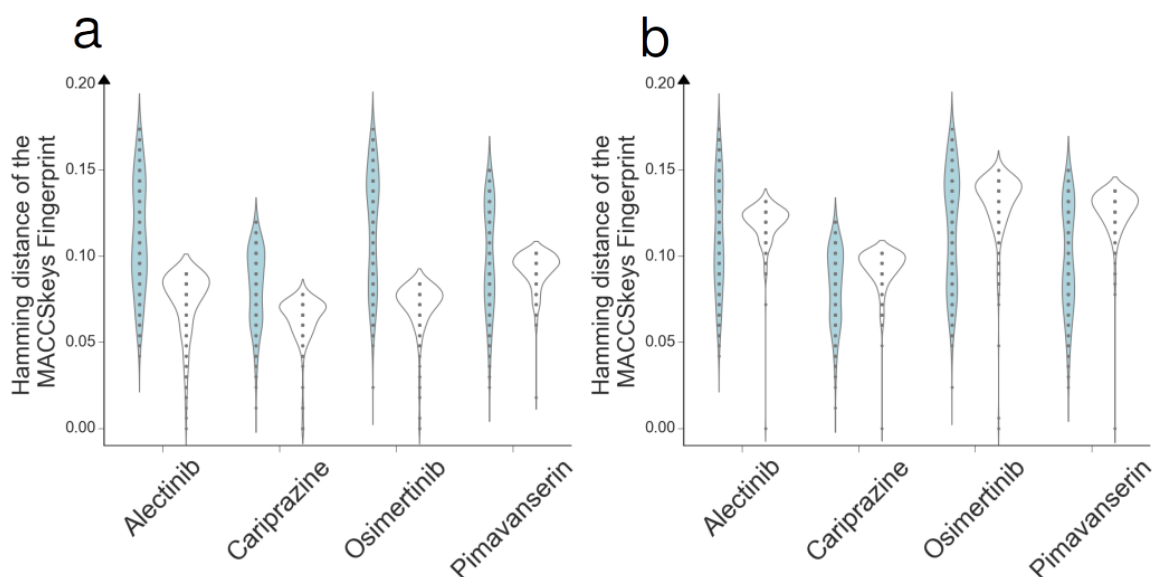 a
Hamming distance of the
MACCSkeys Fingerprint
0.20
0.15
0.10
0.05
0.00
Alectinib
Cariprazine
Osimertinib
Pimavanserin
b
Hamming distance of the
MACCSkeys Fingerprint
0.20
0.15
0.10
0.05
0.00
Alectinib
Cariprazine
Osimertinib
Pimavanserin